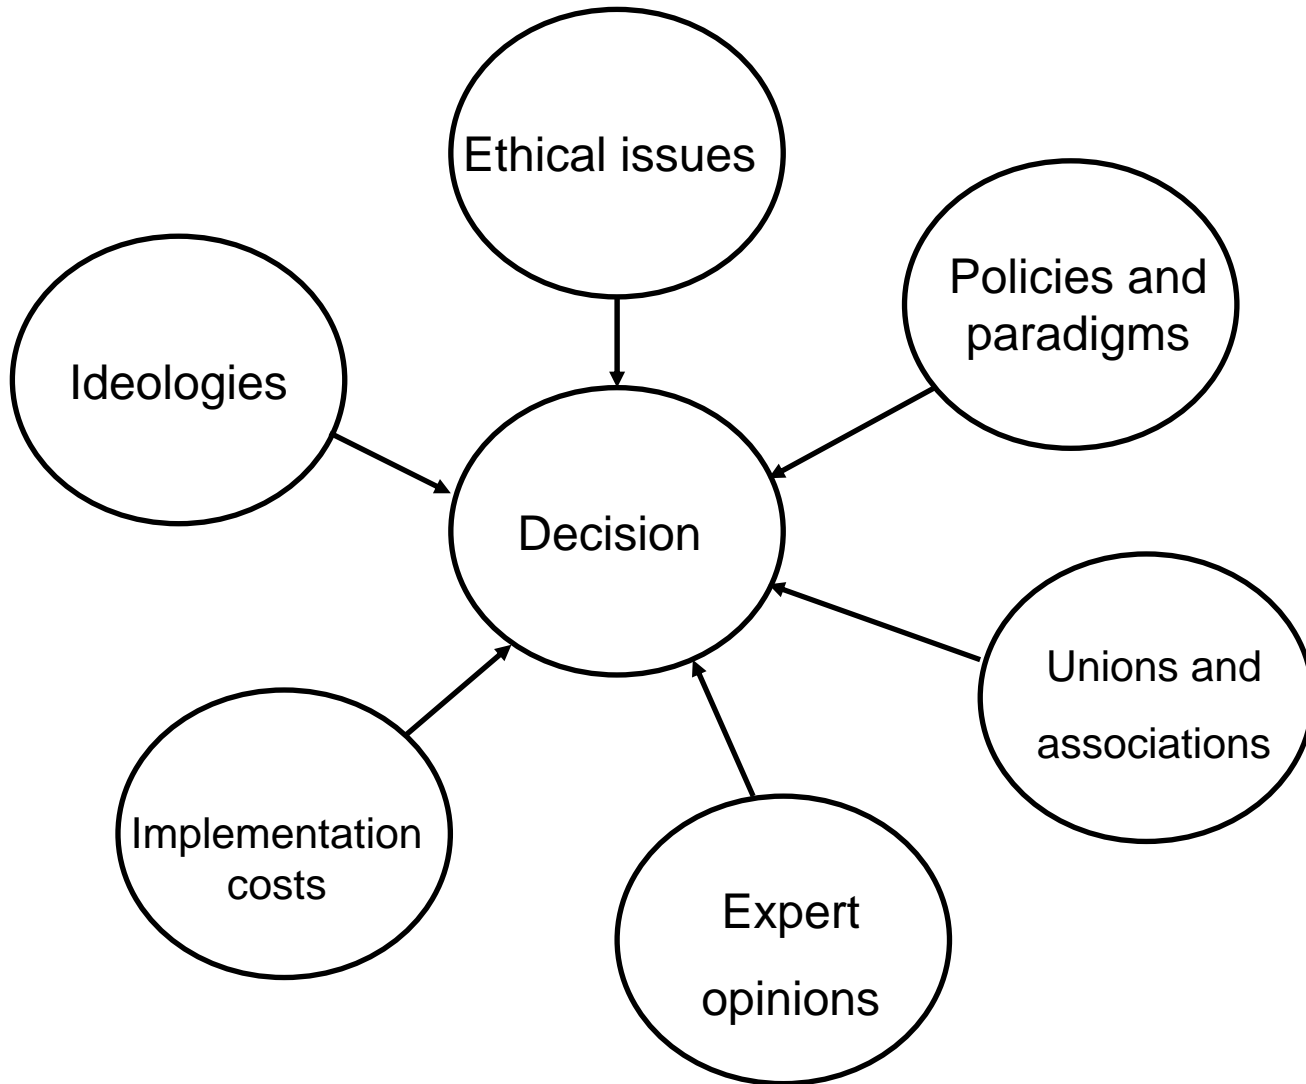 Ethical issues
Policies and
paradigms
Ideologies
Decision
Unions and
associations
Implementation
costs
Expert
opinions